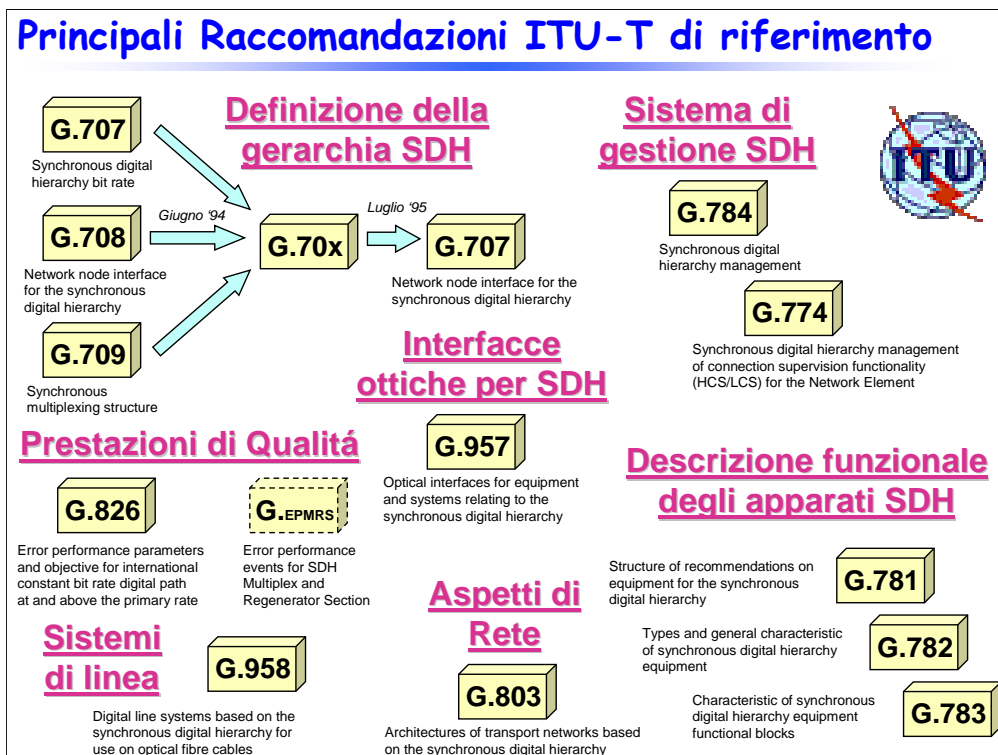 Principali Raccomandazioni ITU-T di riferimento
Definizione della
gerarchia SDH
G.707
Synchronous digital
hierarchy bit rate
G.708
Network node interface
for the synchronous
digital hierarchy
G.709
Synchronous
multiplexing structure
Giugno ‘94
G.70x
Luglio ‘95
G.707
Network node interface for the
synchronous digital hierarchy
Sistema di
gestione SDH
ITU
G.784
Synchronous digital
hierarchy management
G.774
Synchronous digital hierarchy management
of connection supervision functionality
(HCS/LCS) for the Network Element
Interfacce
ottiche per SDH
G.957
Optical interfaces for equipment
and systems relating to the
synchronous digital hierarchy
Prestazioni di Qualitá
G.826
Error performance parameters
and objective for international
constant bit rate digital path
at and above the primary rate
G.EPMRS
Error performance
events for SDH
Multiplex and
Regenerator Section
Descrizione funzionale
degli apparati SDH
Structure of recommendations on
equipment for the synchronous
digital hierarchy
G.781
Types and general characteristic
of synchronous digital hierarchy
equipment
G.782
Characteristic of synchronous
digital hierarchy equipment
functional blocks
G.783
Sistemi
di linea
G.958
Digital line systems based on the
synchronous digital hierarchy for
use on optical fibre cables
Aspetti di
Rete
G.803
Architectures of transport networks based
on the synchronous digital hierarchy